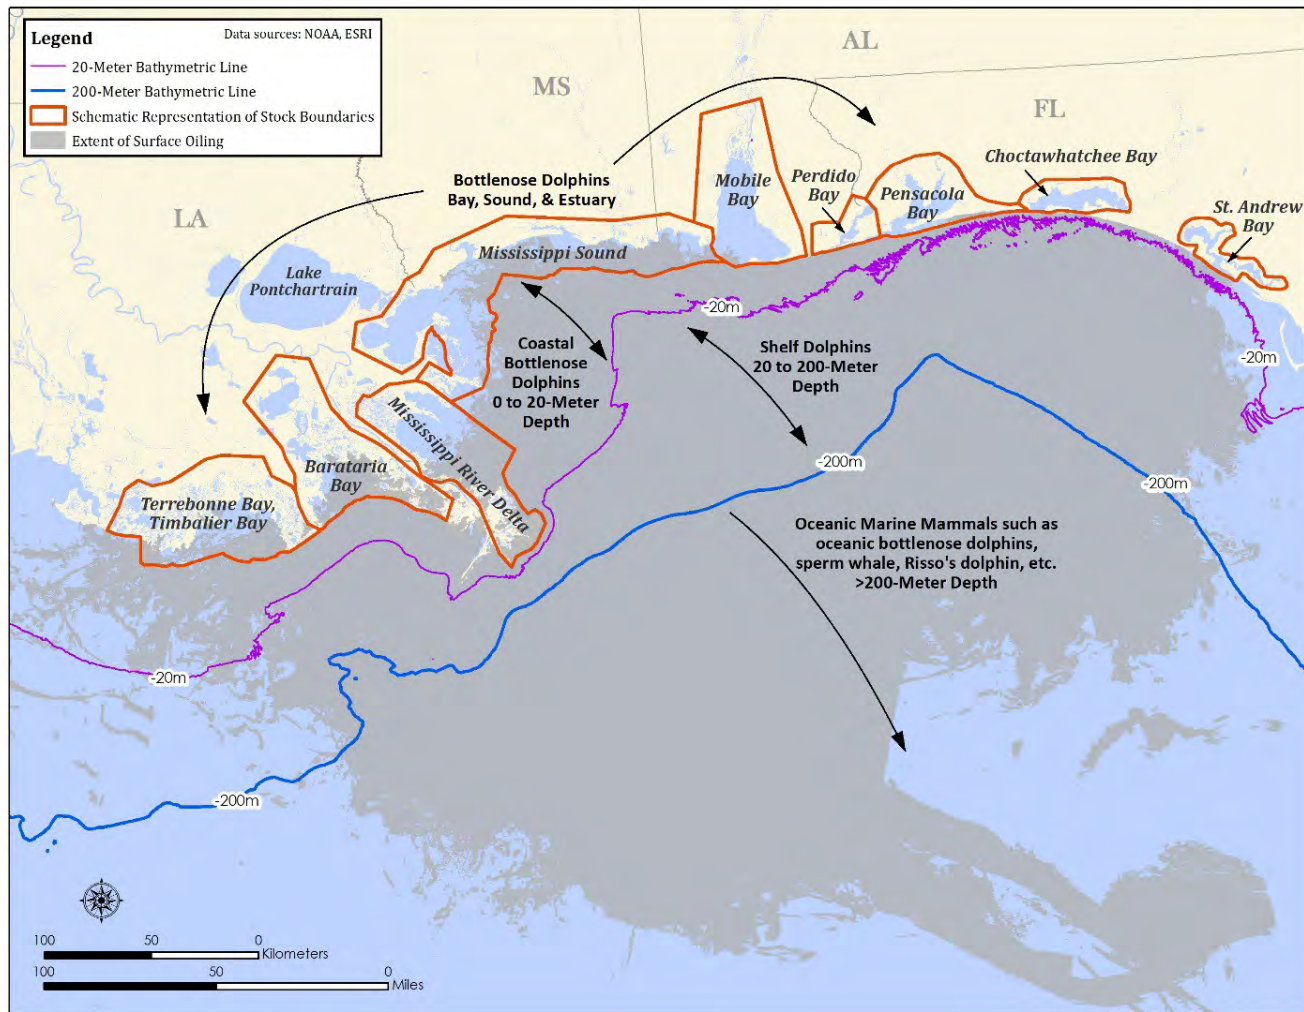 Legend
Data sources: NOAA, ESRI
20-Meter Bathymetric Line
200-Meter Bathymetric Line
Schematic Representation of Stock Boundaries
Extent of Surface Oiling
AL
MS
FL
LA
Bottlenose Dolphins
Bay, Sound, & Estuary
Mobile
Bay
Perdido
Bay
Pensacola
Bay
Choctawhatchee Bay
St. Andrew
Bay
Mississippi Sound
Lake
Pontchartrain
-20m
Coastal
Bottlenose
Dolphins
0 to 20-Meter
Depth
Shelf Dolphins
20 to 200-Meter
Depth
-20m
Mississippi River Delta
Barataria
Bay
Terrebonne Bay,
Timbalier Bay
-200m
-200m
Oceanic Marine Mammals such as
oceanic bottlenose dolphins,
sperm whale, Risso's dolphin, etc.
>200-Meter Depth
-20m
-200m
100 50 0
Kilometers
100 50 0
Miles